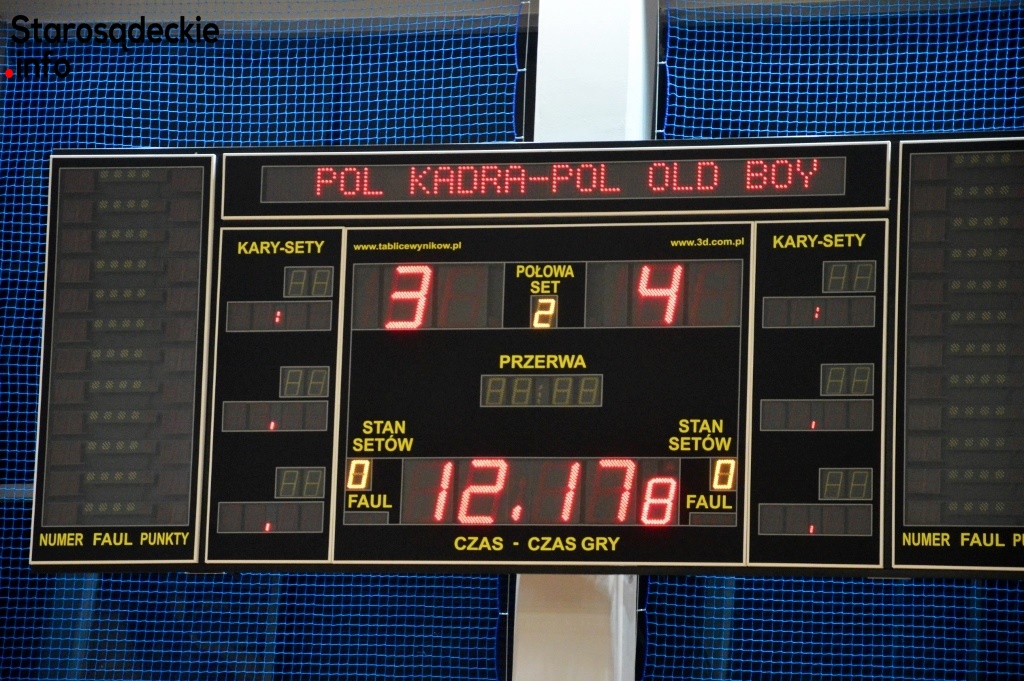 Starosądeckie
.info
POL KADRA-POL OLD BOY
KARY-SETY
www.tablicewynikow.pl
www.3d.com.pl
KARY-SETY
POŁOWA
SET
3
2
4
PRZERWA
STAN
SETÓW
STAN
SETÓW
0
12.178
0
FAUL
FAUL
NUMER FAUL PUNKTY
CZAS - CZAS GRY
NUMER FAUL P